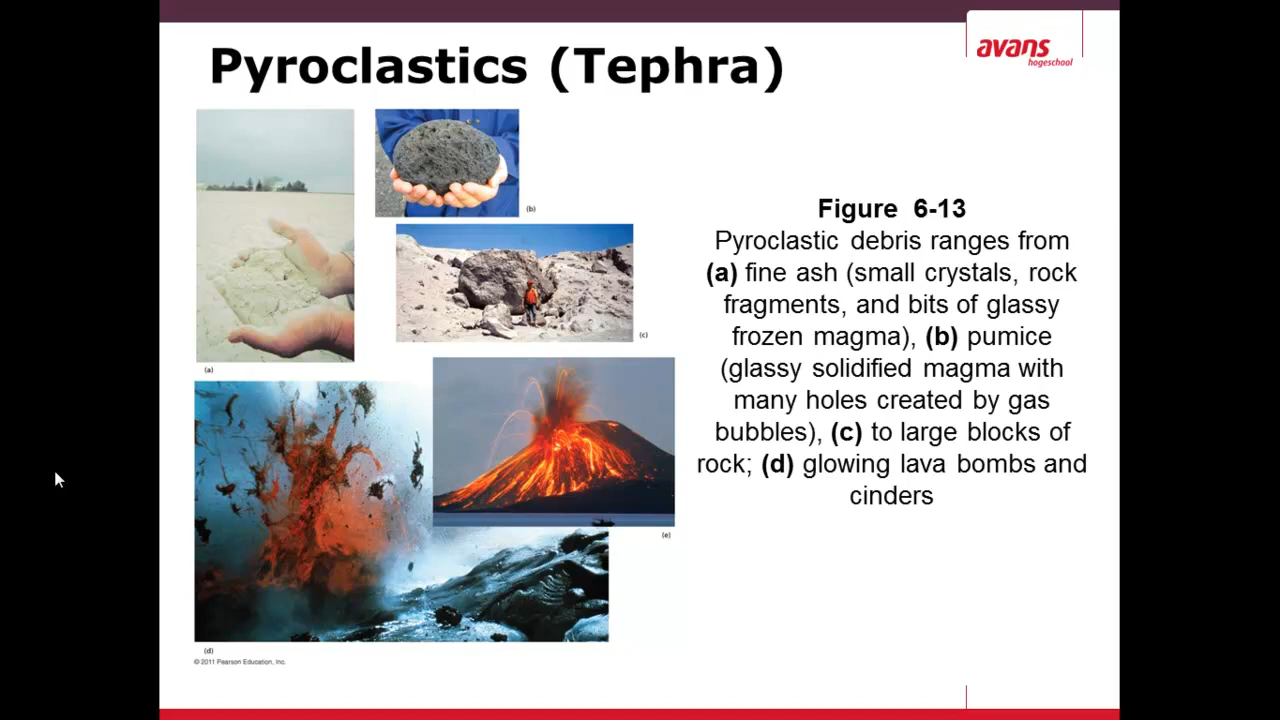 Pyroclastics (Tephra)
avans
hogeschool
(a)
(b)
(c)
(e)
(d)
© 2011 Pearson Education, Inc.
Figure 6-13
Pyroclastic debris ranges from
(a) fine ash (small crystals, rock
fragments, and bits of glassy
frozen magma), (b) pumice
(glassy solidified magma with
many holes created by gas
bubbles), (c) to large blocks of
rock; (d) glowing lava bombs and
cinders